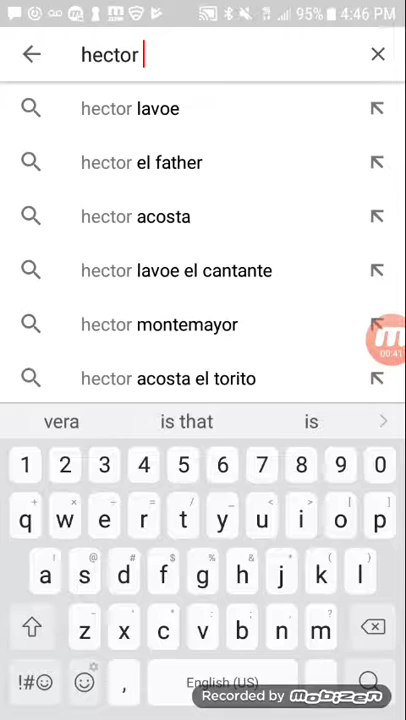 95% 4:46 PM
hector
hector lavoe
hector el father
hector acosta
hector lavoe el cantante
hector montemayor
00:41
hector acosta el torito
vera is that is
1 2 3 4 5 6 7 8 9 0
q w e r t y u i o p
a s d f g h j k l
z x c v b n m
!#☺ , English (US)
Recorded by mobizen